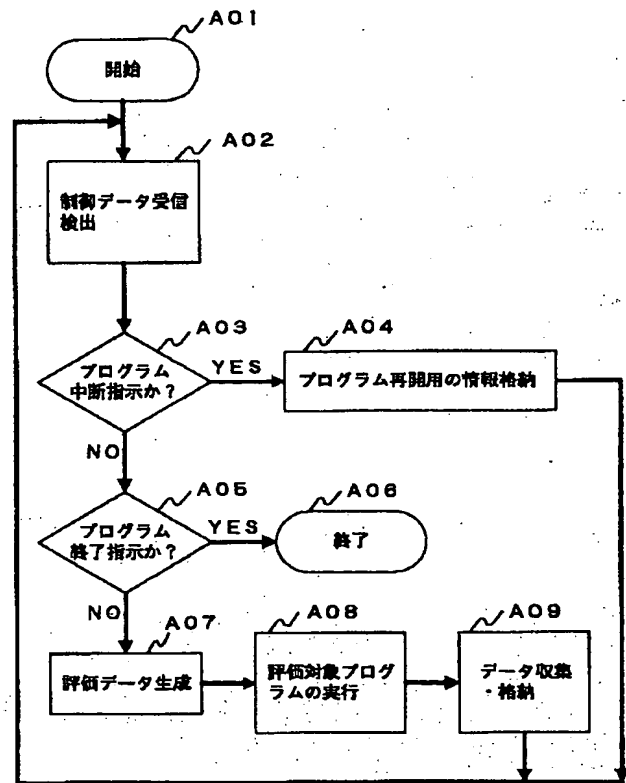 A01
開始
A02
制御データ受信
検出
A03
プログラム
中断指示か?
YES
A04
プログラム再開用の情報格納
NO
A05
プログラム
終了指示か?
YES
A06
終了
NO
A07
評価データ生成
A08
評価対象プログ
ラムの実行
A09
データ収集
・格納